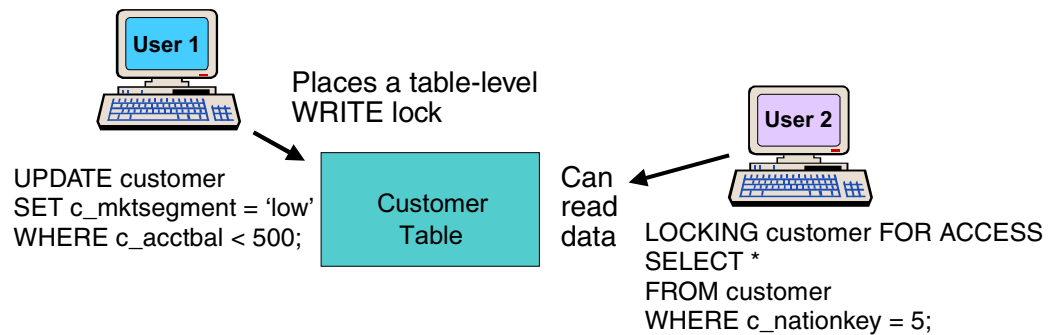 User 1
Places a table-level
WRITE lock
UPDATE customer
SET c_mktsegment = ‘low’
WHERE c_acctbal < 500;
Customer
Table
User 2
Can
read
data
LOCKING customer FOR ACCESS
SELECT *
FROM customer
WHERE c_nationkey = 5;